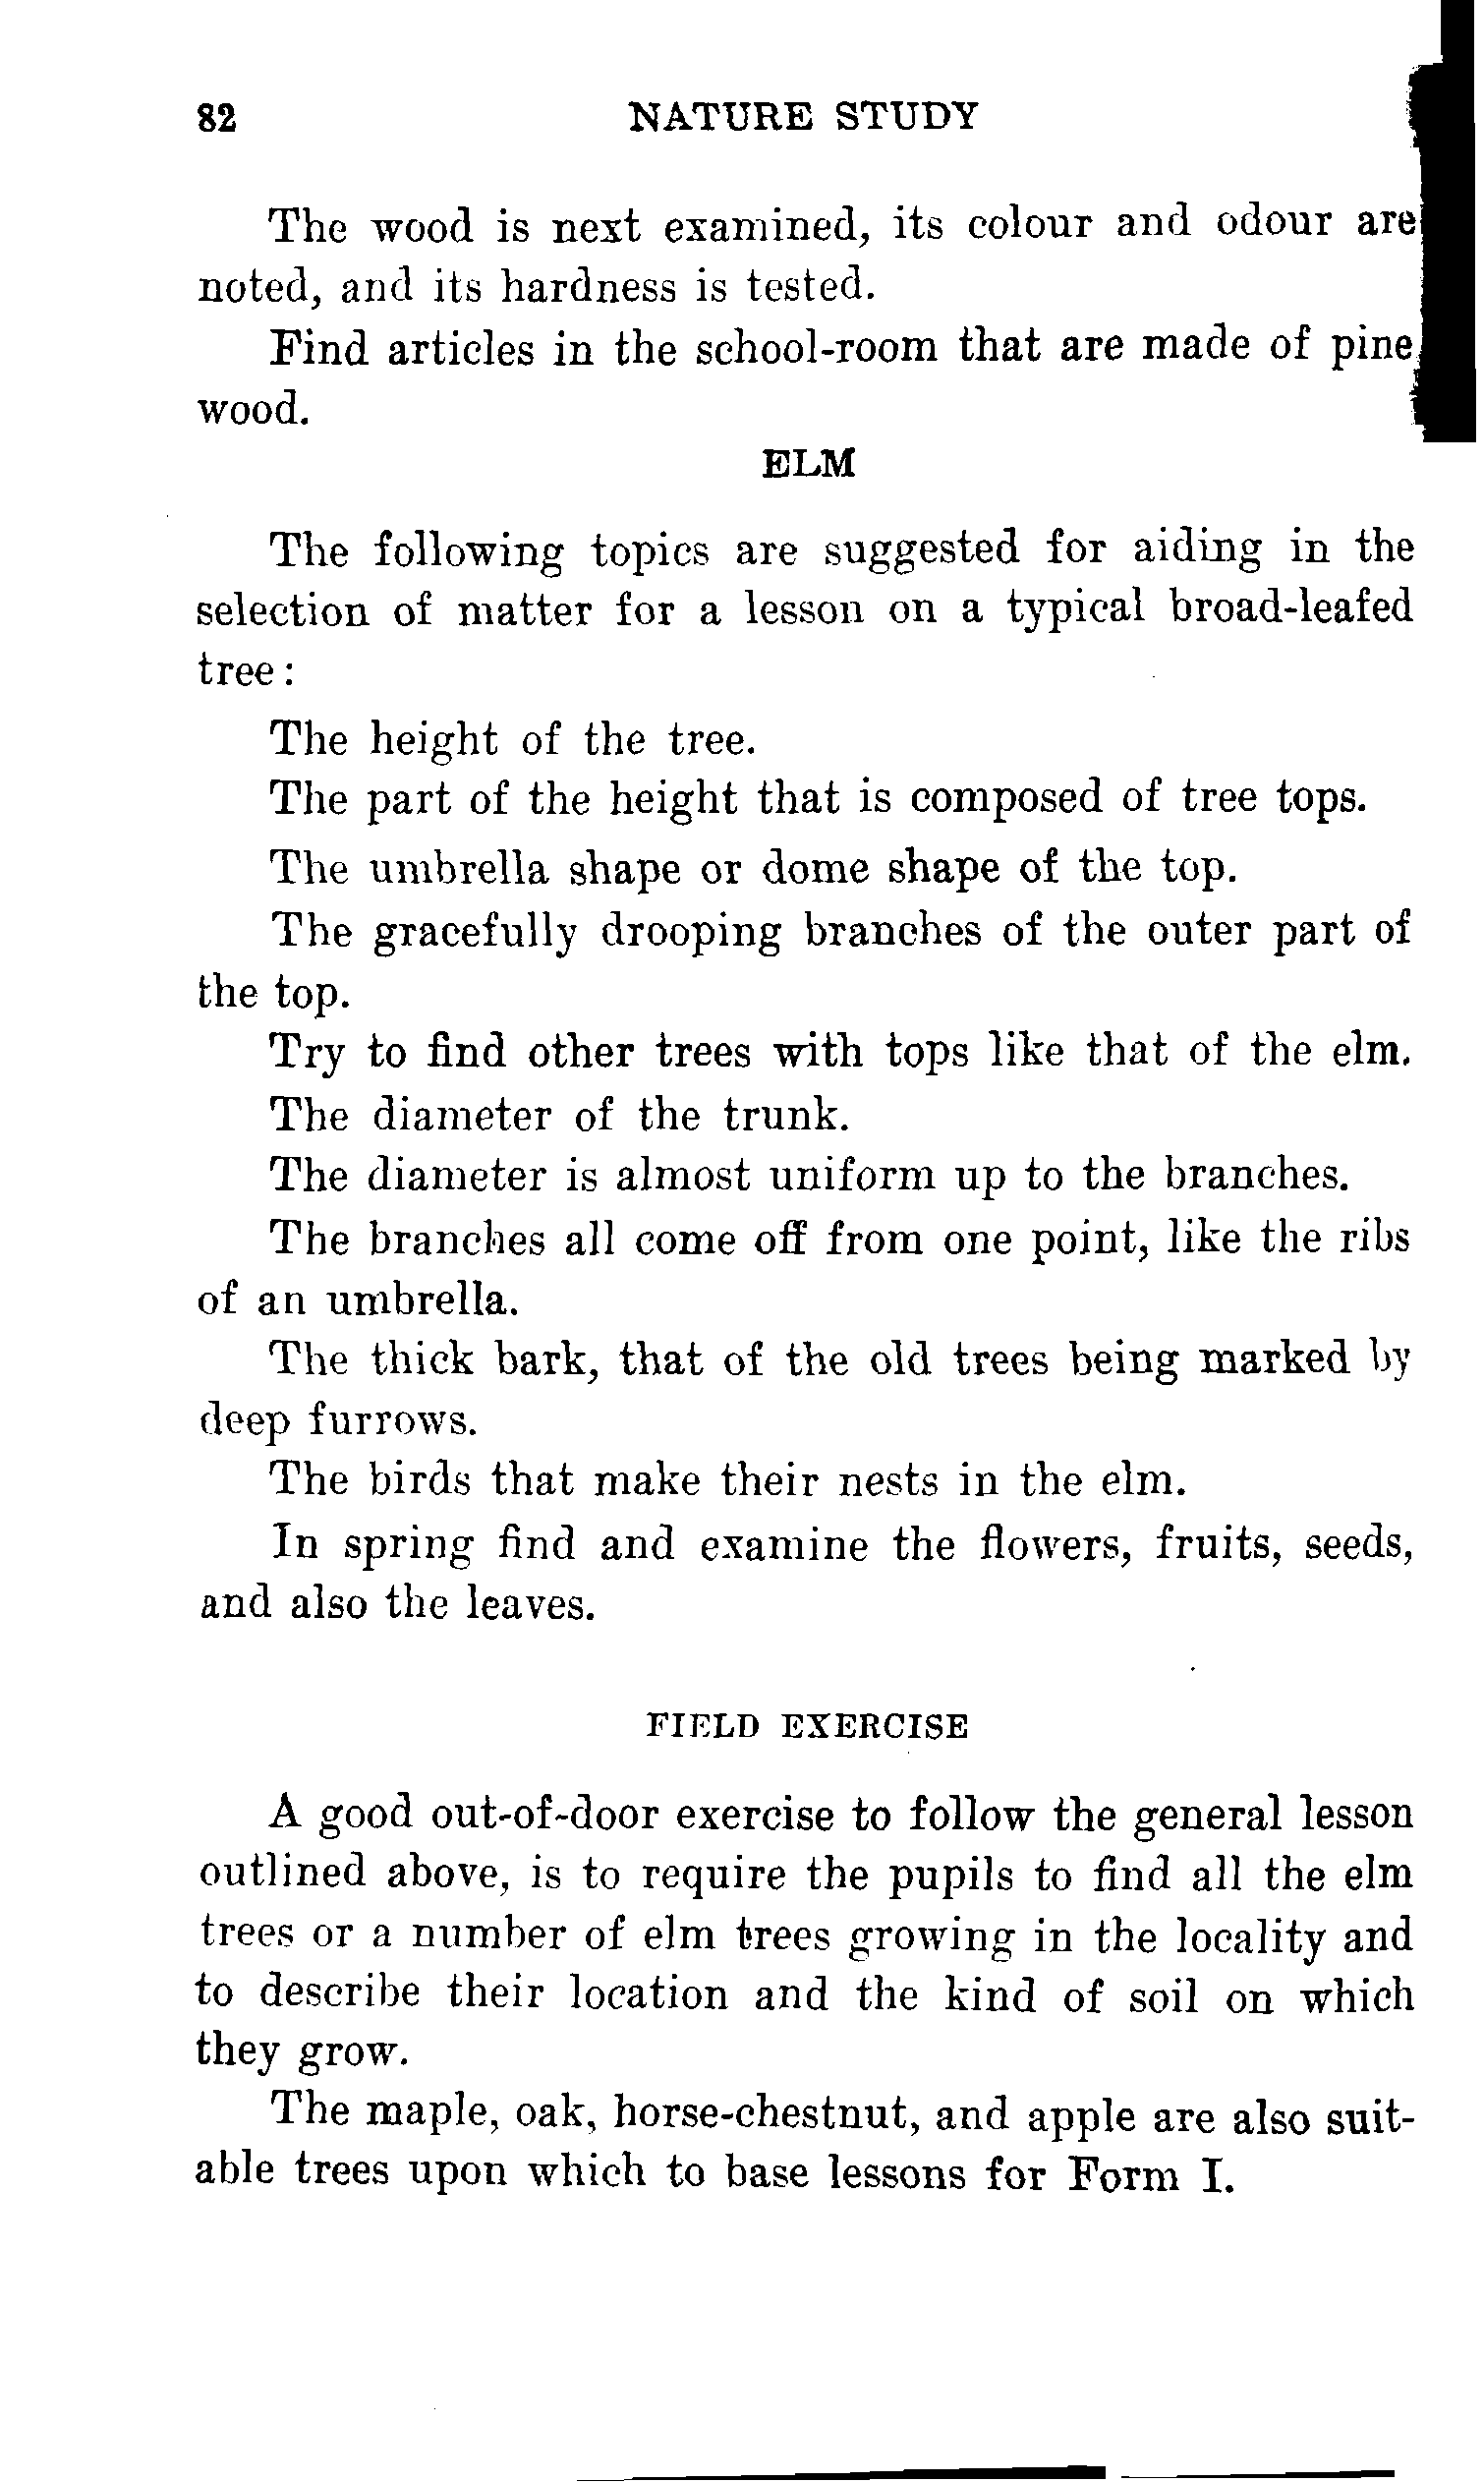 82 NATURE STUDY
The wood is next examined, its colour and odour are
noted, and its hardness is tested.
Find articles in the school-room that are made of pine
wood.
ELM
The following topics are suggested for aiding in the
selection of matter for a lesson on a typical broad-leafed
tree:
The height of the tree.
The part of the height that is composed of tree tops.
The umbrella shape or dome shape of the top.
The gracefully drooping branches of the outer part of
the top.
Try to find other trees with tops like that of the elm.
The diameter of the trunk.
The diameter is almost uniform up to the branches.
The branches all come off from one point, like the ribs
of an umbrella.
The thick bark, that of the old trees being marked by
deep furrows.
The birds that make their nests in the elm.
In spring find and examine the flowers, fruits, seeds,
and also the leaves.
FIELD EXERCISE
A good out-of-door exercise to follow the general lesson
outlined above, is to require the pupils to find all the elm
trees or a number of elm trees growing in the locality and
to describe their location and the kind of soil on which
they grow.
The maple, oak, horse-chestnut, and apple are also suit-
able trees upon which to base lessons for Form I.